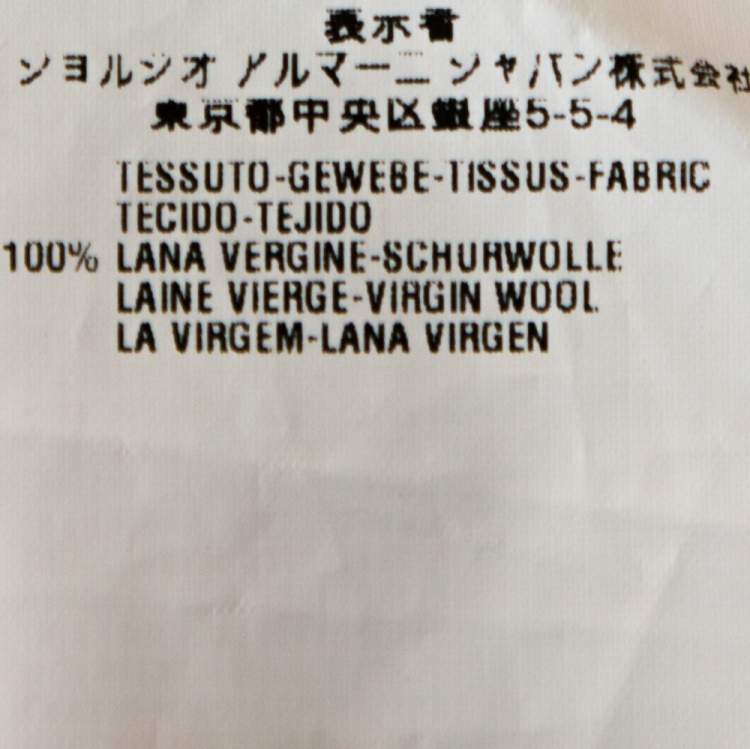 表示者
ジョルジオ アルマーニ ジャパン株式会社
東京都中央区銀座5-5-4
TESSUTO-GEWEBE-TISSUS-FABRIC
TECIDO-TEJIDO
100% LANA VERGINE-SCHURWOLLE
LAINE VIERGE-VIRGIN WOOL
LA VIRGEM-LANA VIRGEN